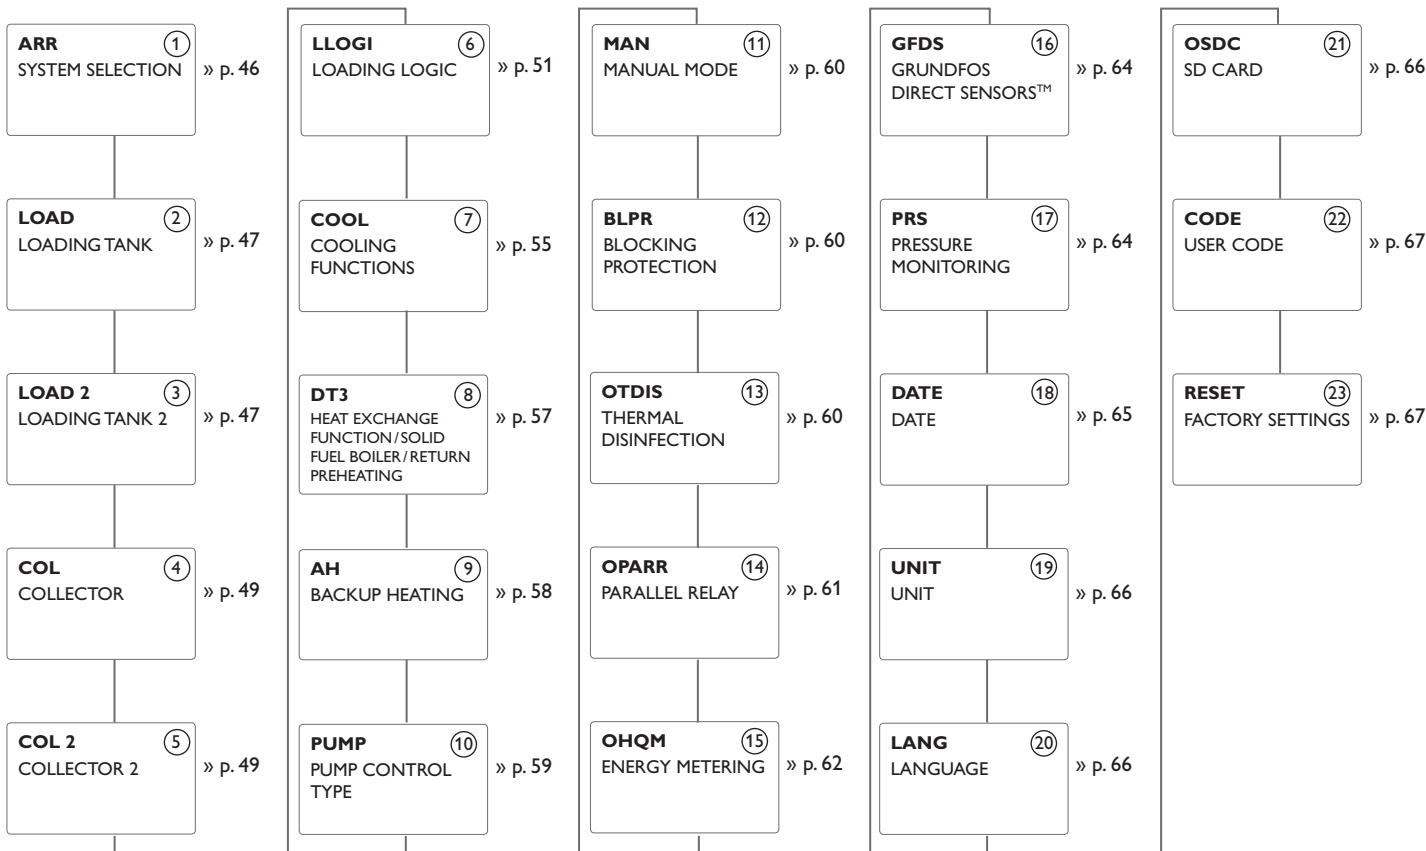 ARR 1
SYSTEM SELECTION
» p. 46
LOAD 2
LOADING TANK
» p. 47
LOAD 2 3
LOADING TANK 2
» p. 47
COL 4
COLLECTOR
» p. 49
COL 2 5
COLLECTOR 2
» p. 49
LLOGI 6
LOADING LOGIC
» p. 51
COOL 7
COOLING
FUNCTIONS
» p. 55
DT3 8
HEAT EXCHANGE
FUNCTION/SOLID
FUEL BOILER/RETURN
PREHEATING
» p. 57
AH 9
BACKUP HEATING
» p. 58
PUMP 10
PUMP CONTROL
TYPE
» p. 59
MAN 11
MANUAL MODE
» p. 60
BLPR 12
BLOCKING
PROTECTION
» p. 60
OTDIS 13
THERMAL
DISINFECTION
» p. 60
OPARR 14
PARALLEL RELAY
» p. 61
OHQM 15
ENERGY METERING
» p. 62
GFDS 16
GRUNDFOS
DIRECT SENSORS™
» p. 64
PRS 17
PRESSURE
MONITORING
» p. 64
DATE 18
DATE
» p. 65
UNIT 19
UNIT
» p. 66
LANG 20
LANGUAGE
» p. 66
OSDC 21
SD CARD
» p. 66
CODE 22
USER CODE
» p. 67
RESET 23
FACTORY SETTINGS
» p. 67